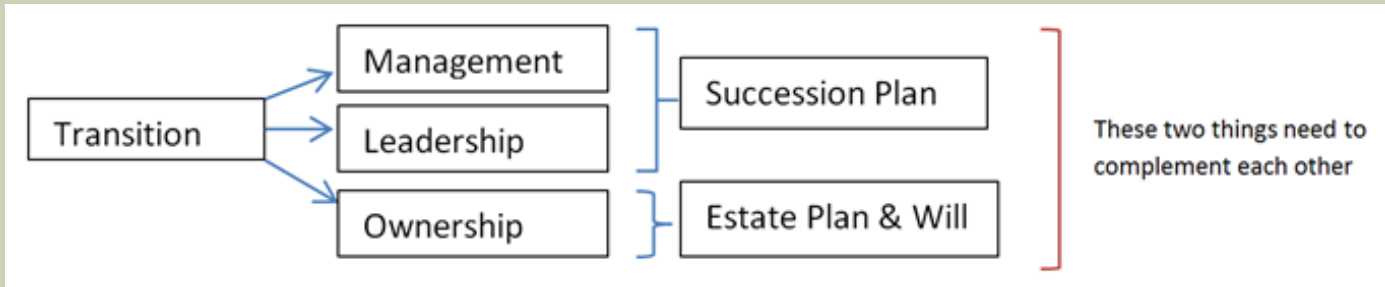 Transition
Management
Leadership
Ownership
Succession Plan
Estate Plan & Will
These two things need to
complement each other